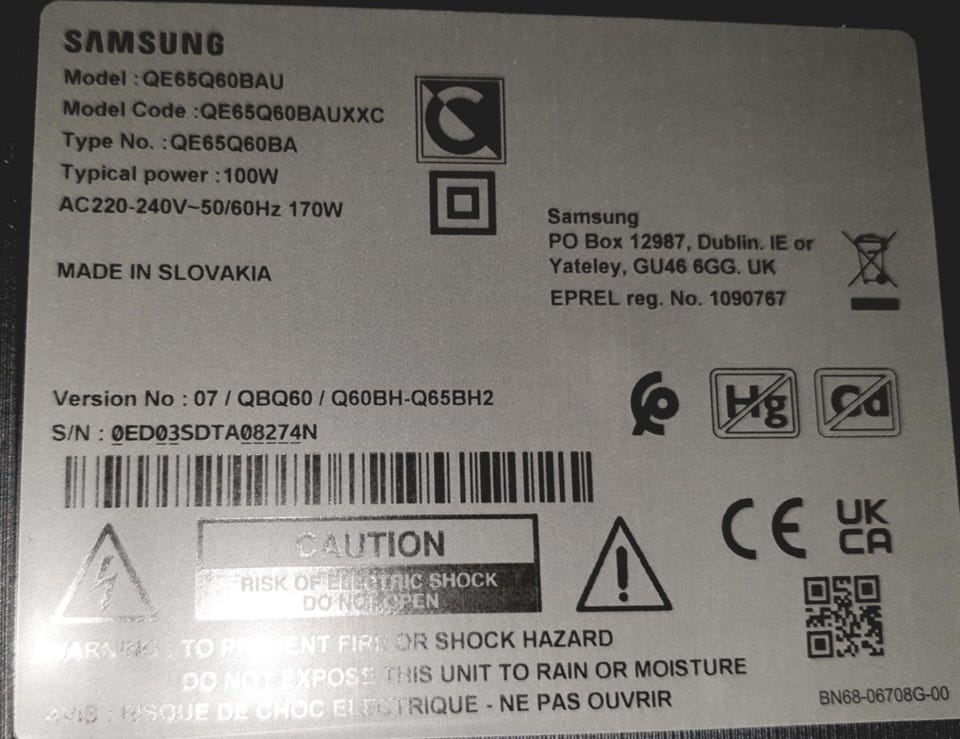 SAMSUNG
Model : QE65Q60BAU
Model Code : QE65Q60BAUXXC
Type No. : QE65Q60BA
Typical power : 100W
AC220-240V~50/60Hz 170W
MADE IN SLOVAKIA
Samsung
PO Box 12987, Dublin. IE or
Yateley, GU46 6GG. UK
EPREL reg. No. 1090767
Version No : 07 / QBQ60 / Q60BH-Q65BH2
S/N : 0ED03SDTA08274N
Hg
Cd
CE
UK
CA
CAUTION
RISK OF ELECTRIC SHOCK
DO NOT OPEN
WARNING : TO PREVENT FIRE OR SHOCK HAZARD
DO NOT EXPOSE THIS UNIT TO RAIN OR MOISTURE
AVIS : RISQUE DE CHOC ELECTRIQUE - NE PAS OUVRIR
BN68-06708G-00